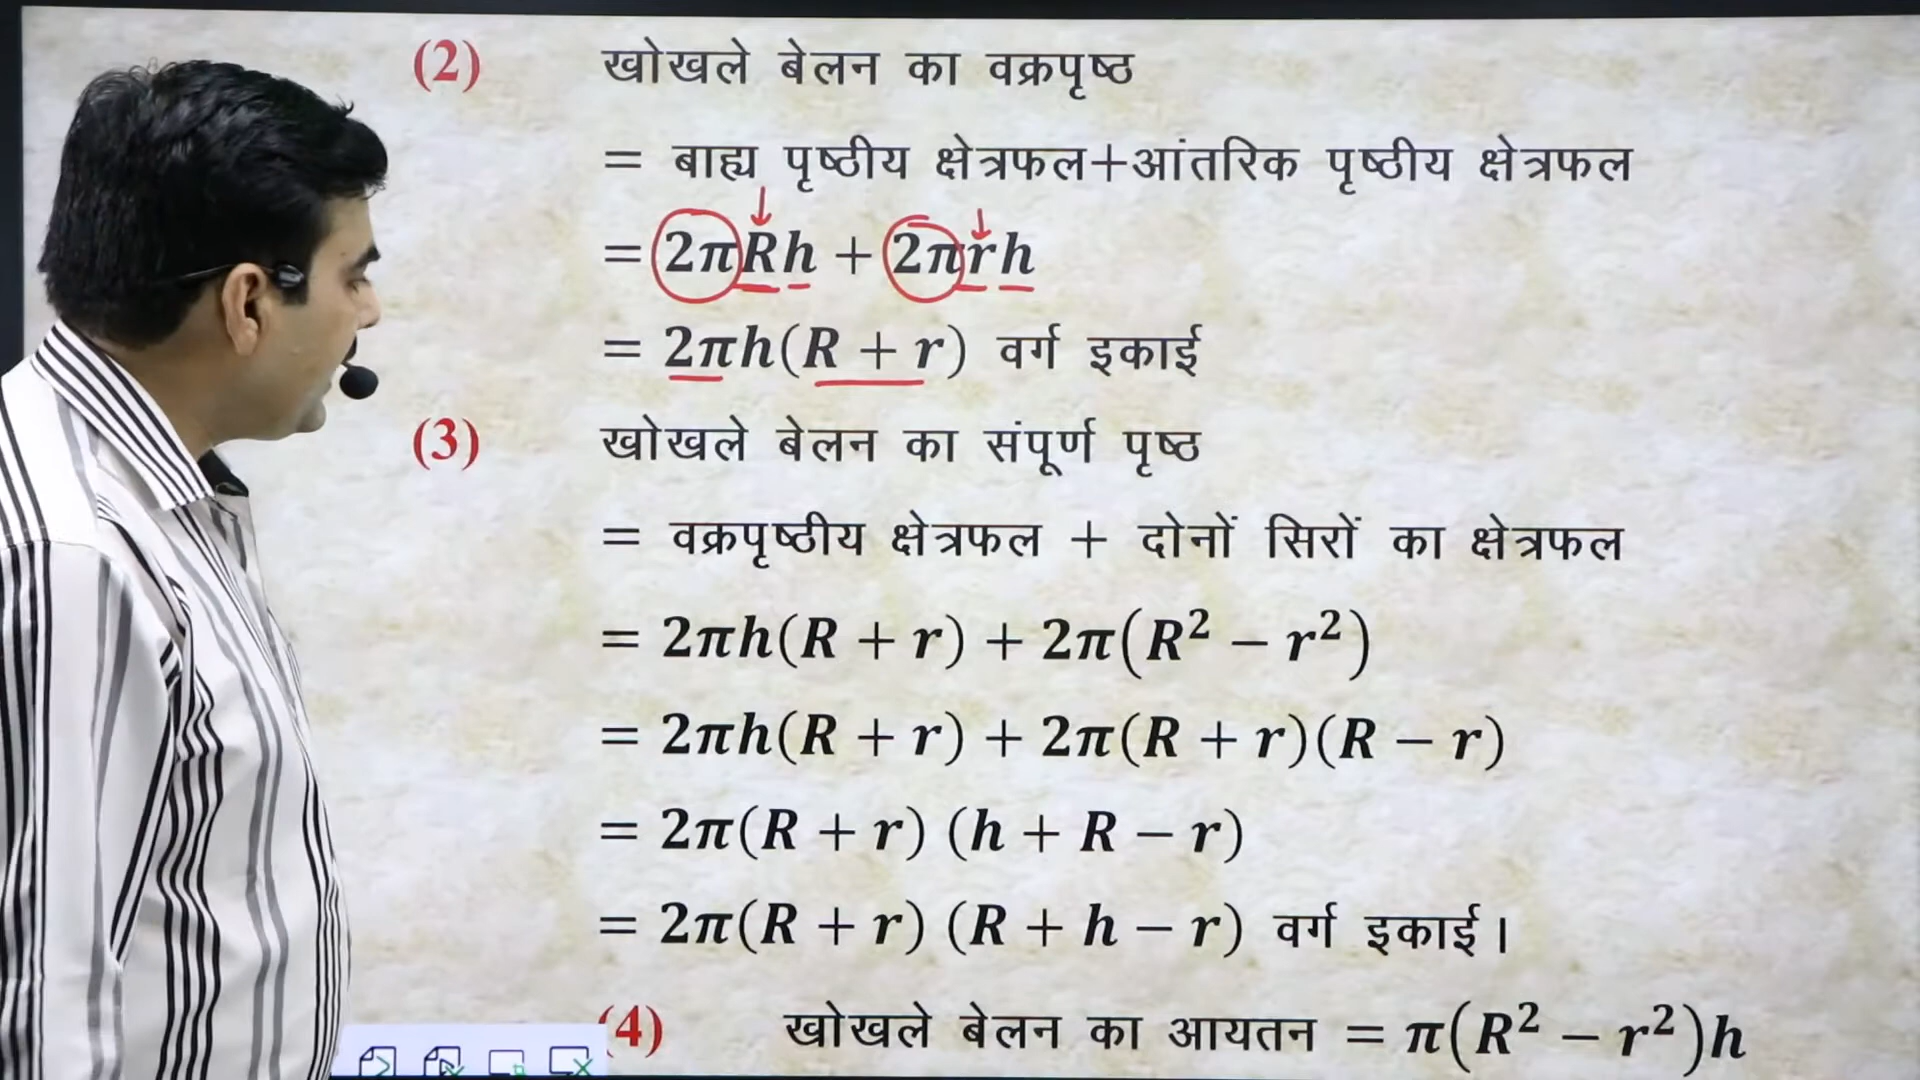 (2) खोखले बेलन का वक्रपृष्ठ
= बाह्य पृष्ठीय क्षेत्रफल+आंतरिक पृष्ठीय क्षेत्रफल
= 2πRh + 2πrh
= 2πh(R + r) वर्ग इकाई
(3) खोखले बेलन का संपूर्ण पृष्ठ
= वक्रपृष्ठीय क्षेत्रफल + दोनों सिरों का क्षेत्रफल
= 2πh(R + r) + 2π(R² − r²)
= 2πh(R + r) + 2π(R + r)(R − r)
= 2π(R + r) (h + R − r)
= 2π(R + r) (R + h − r) वर्ग इकाई।
(4) खोखले बेलन का आयतन = π(R² − r²)h